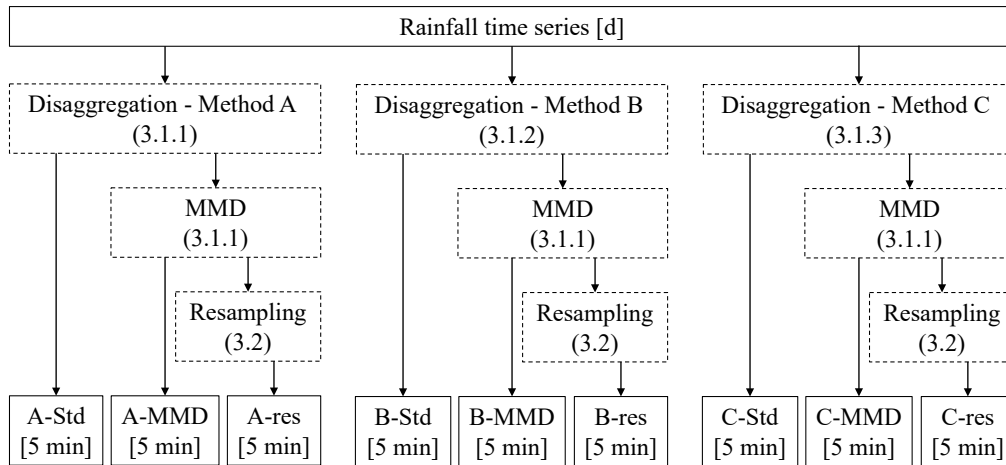 Rainfall time series [d]
Disaggregation - Method A
(3.1.1)
Disaggregation - Method B
(3.1.2)
Disaggregation - Method C
(3.1.3)
MMD
(3.1.1)
MMD
(3.1.1)
MMD
(3.1.1)
Resampling
(3.2)
Resampling
(3.2)
Resampling
(3.2)
A-Std
[5 min]
A-MMD
[5 min]
A-res
[5 min]
B-Std
[5 min]
B-MMD
[5 min]
B-res
[5 min]
C-Std
[5 min]
C-MMD
[5 min]
C-res
[5 min]